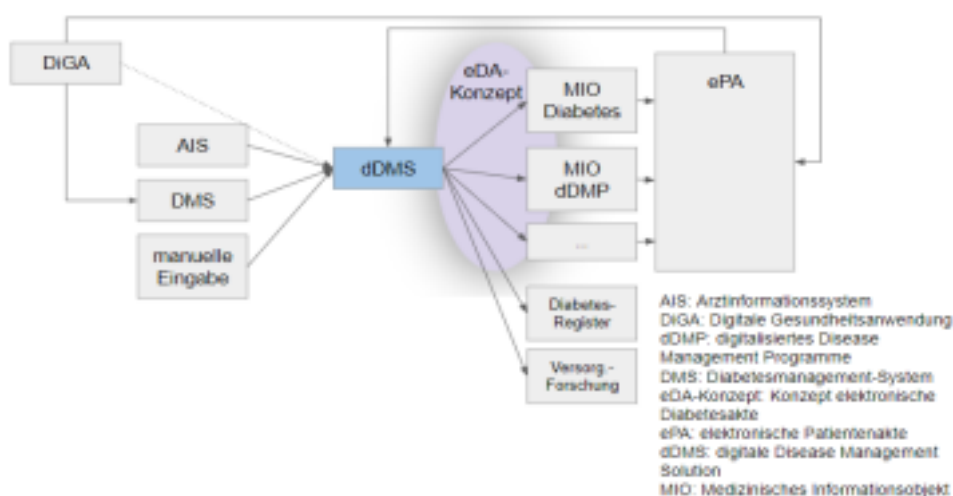 DiGA
AIS
DMS
manuelle
Eingabe
dDMS
eDA-
Konzept
MIO
Diabetes
MIO
dDMP
...
Diabetes-
Register
Versorg.-
Forschung
ePA
AIS: Arztinformationssystem
DiGA: Digitale Gesundheitsanwendung
dDMP: digitalisiertes Disease
Management Programme
DMS: Diabetesmanagement-System
eDA-Konzept: Konzept elektronische
Diabetesakte
ePA: elektronische Patientenakte
dDMS: digitale Disease Management
Solution
MIO: Medizinisches Informationsobjekt